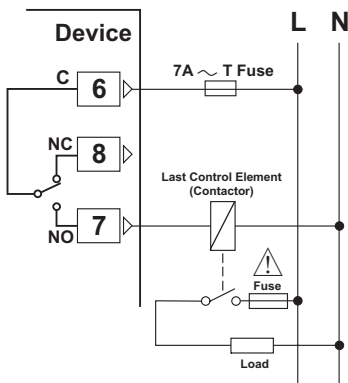 L N
Device
7A ~ T Fuse
C 6
NC 8
Last Control Element
(Contactor)
7
NO
Fuse
Load